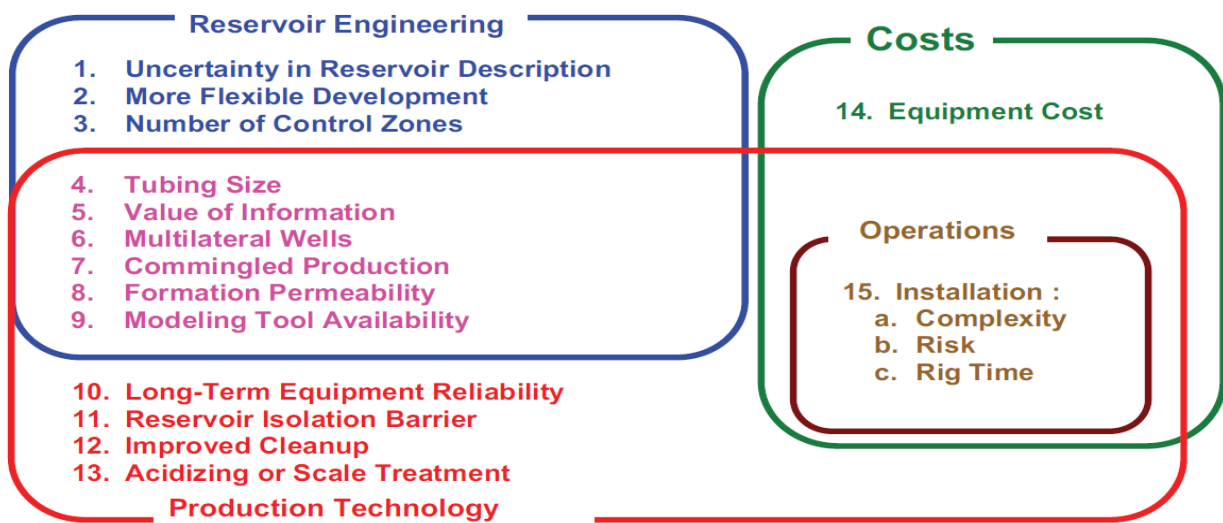 Reservoir Engineering
1. Uncertainty in Reservoir Description
2. More Flexible Development
3. Number of Control Zones
4. Tubing Size
5. Value of Information
6. Multilateral Wells
7. Commingled Production
8. Formation Permeability
9. Modeling Tool Availability
10. Long-Term Equipment Reliability
11. Reservoir Isolation Barrier
12. Improved Cleanup
13. Acidizing or Scale Treatment
Production Technology
Costs
14. Equipment Cost
Operations
15. Installation :
a. Complexity
b. Risk
c. Rig Time